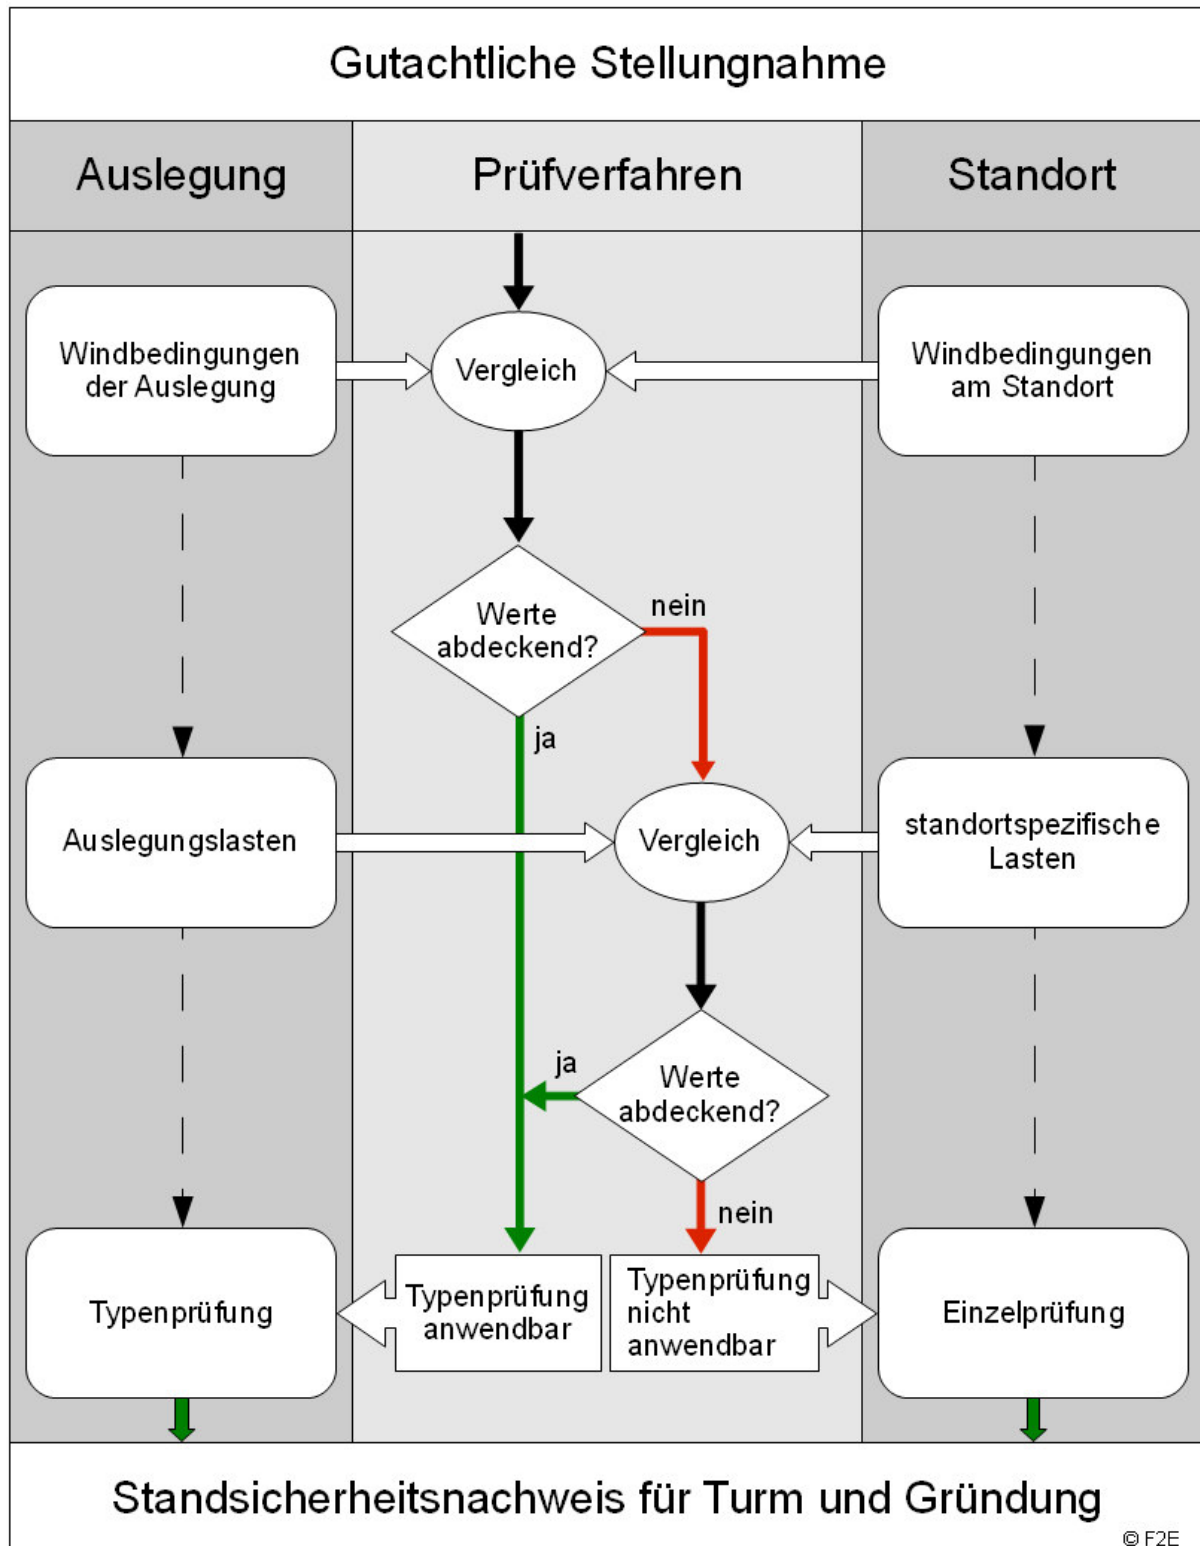 Gutachtliche Stellungnahme
Auslegung
Prüfverfahren
Standort
Windbedingungen
der Auslegung
Vergleich
Windbedingungen
am Standort
Werte
abdeckend?
nein
ja
Auslegungslasten
Vergleich
standortspezifische
Lasten
ja
Werte
abdeckend?
nein
Typenprüfung
Typenprüfung
anwendbar
Typenprüfung
nicht
anwendbar
Einzelprüfung
Standsicherheitsnachweis für Turm und Gründung
© F2E